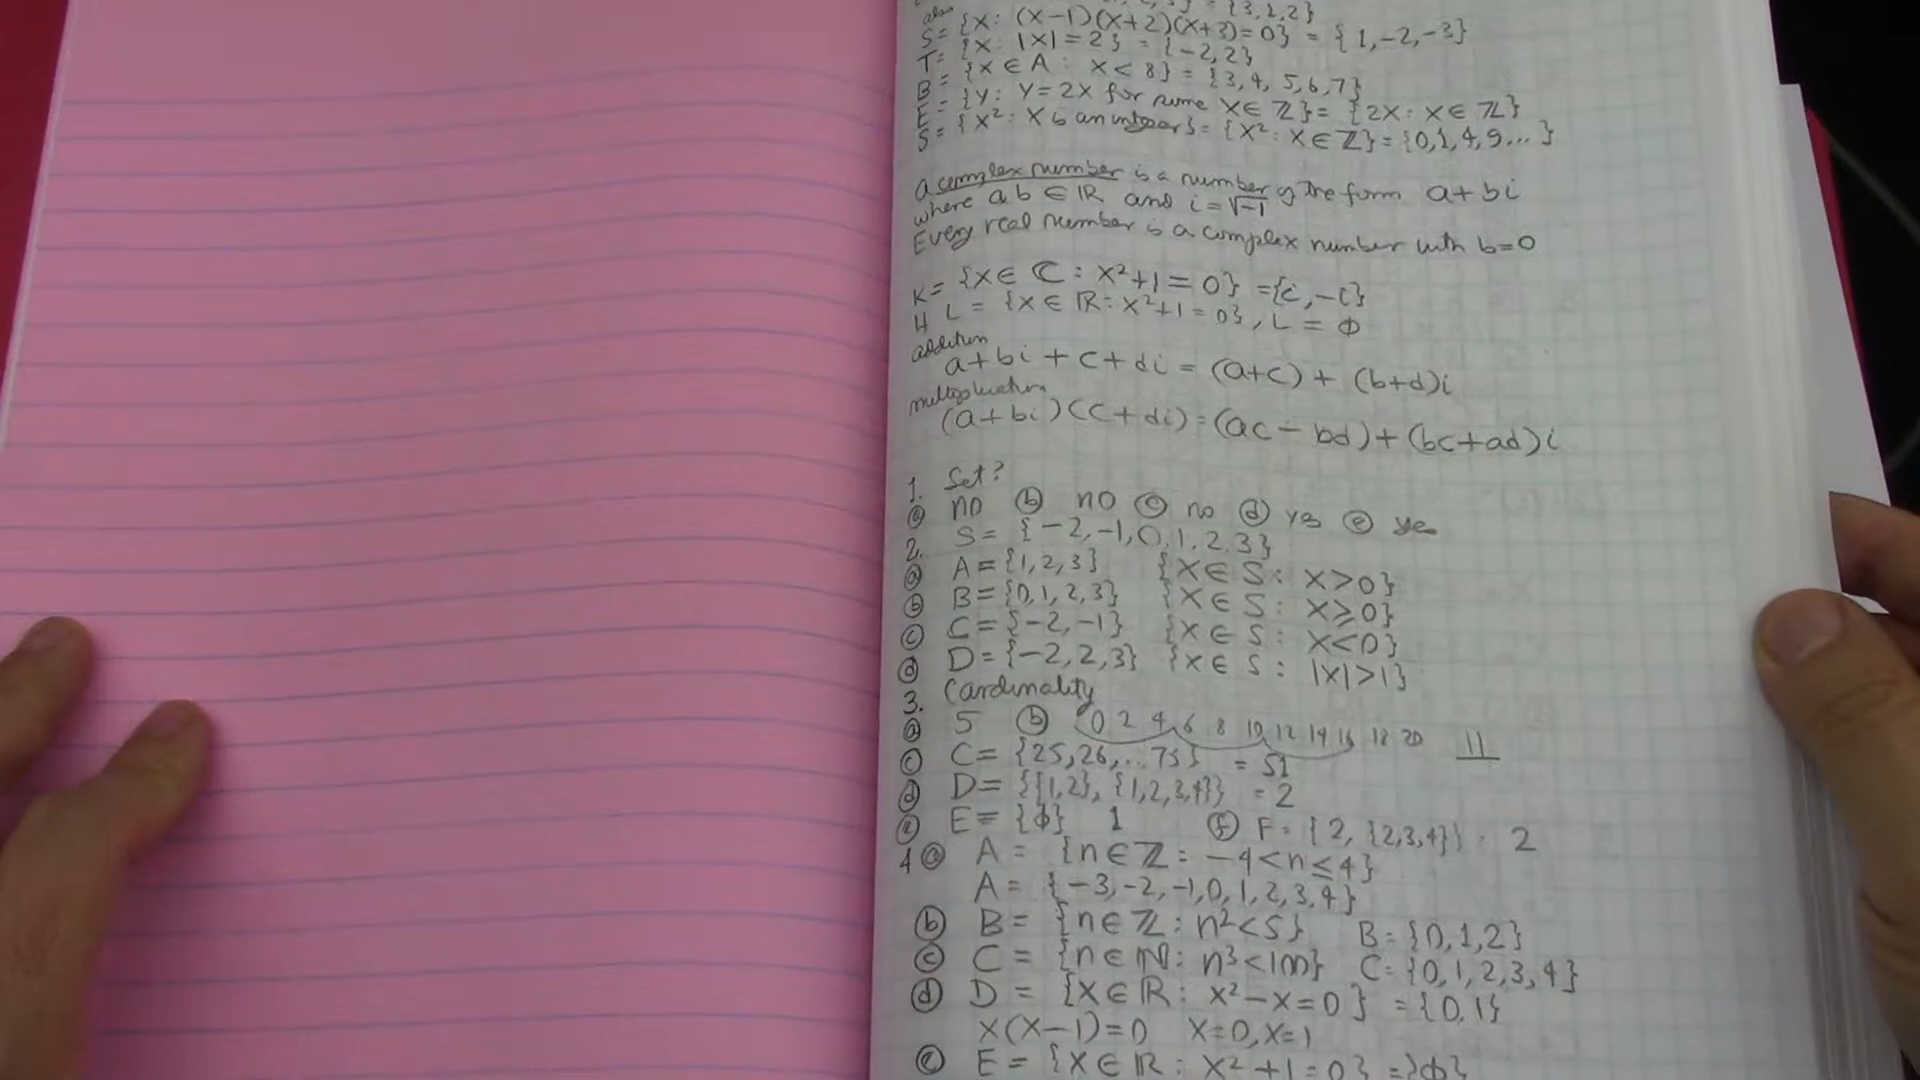 also = {3,1,2}
S = {x: (x-1)(x+2)(x+3)=0} = {1,-2,-3}
T = {x: |x|=2} = {-2,2}
B = {x ∈ A : x < 8} = {3,4,5,6,7}
E = {y: y=2x for some x ∈ ℤ} = {2x : x ∈ ℤ}
S = {x² : x is an integer} = {x² : x ∈ ℤ} = {0,1,4,9,...}
a complex number is a number of the form a+bi
where a b ∈ ℝ and i=√-1
Every real number is a complex number with b=0
K = {x ∈ ℂ : x²+1=0} = {i,-i}
H L = {x ∈ ℝ : x²+1=0}, L = ∅
addition
a+bi + c+di = (a+c) + (b+d)i
multiplication
(a+bi)(c+di) = (ac-bd)+(bc+ad)i
1. Set?
ⓐ no ⓑ no ⓒ no ⓓ yes ⓔ yes
2. S = {-2,-1,0,1,2,3}
ⓐ A = {1,2,3} {x ∈ S : x>0}
ⓑ B = {0,1,2,3} {x ∈ S : x⩾0}
ⓒ C = {-2,-1} {x ∈ S : x<0}
ⓓ D = {-2,2,3} {x ∈ S : |x|>1}
3. Cardinality
ⓐ 5 ⓑ 0 2 4 6 8 10 12 14 16 18 20 11
ⓒ C = {25,26,...75} = 51
ⓓ D = {{1,2},{1,2,3,4}} = 2
ⓔ E = {∅} 1 ⓕ F = {2,{2,3,4}} = 2
4 ⓐ A = {n ∈ ℤ : -4<n≤4}
A = {-3,-2,-1,0,1,2,3,4}
ⓑ B = {n ∈ ℤ : n²<5} B = {0,1,2}
ⓒ C = {n ∈ ℕ : n³<100} C = {0,1,2,3,4}
ⓓ D = {x ∈ ℝ : x²-x=0} = {0,1}
x(x-1)=0 x=0, x=1
ⓔ E = {x ∈ ℝ : x²+1=0} = {∅}